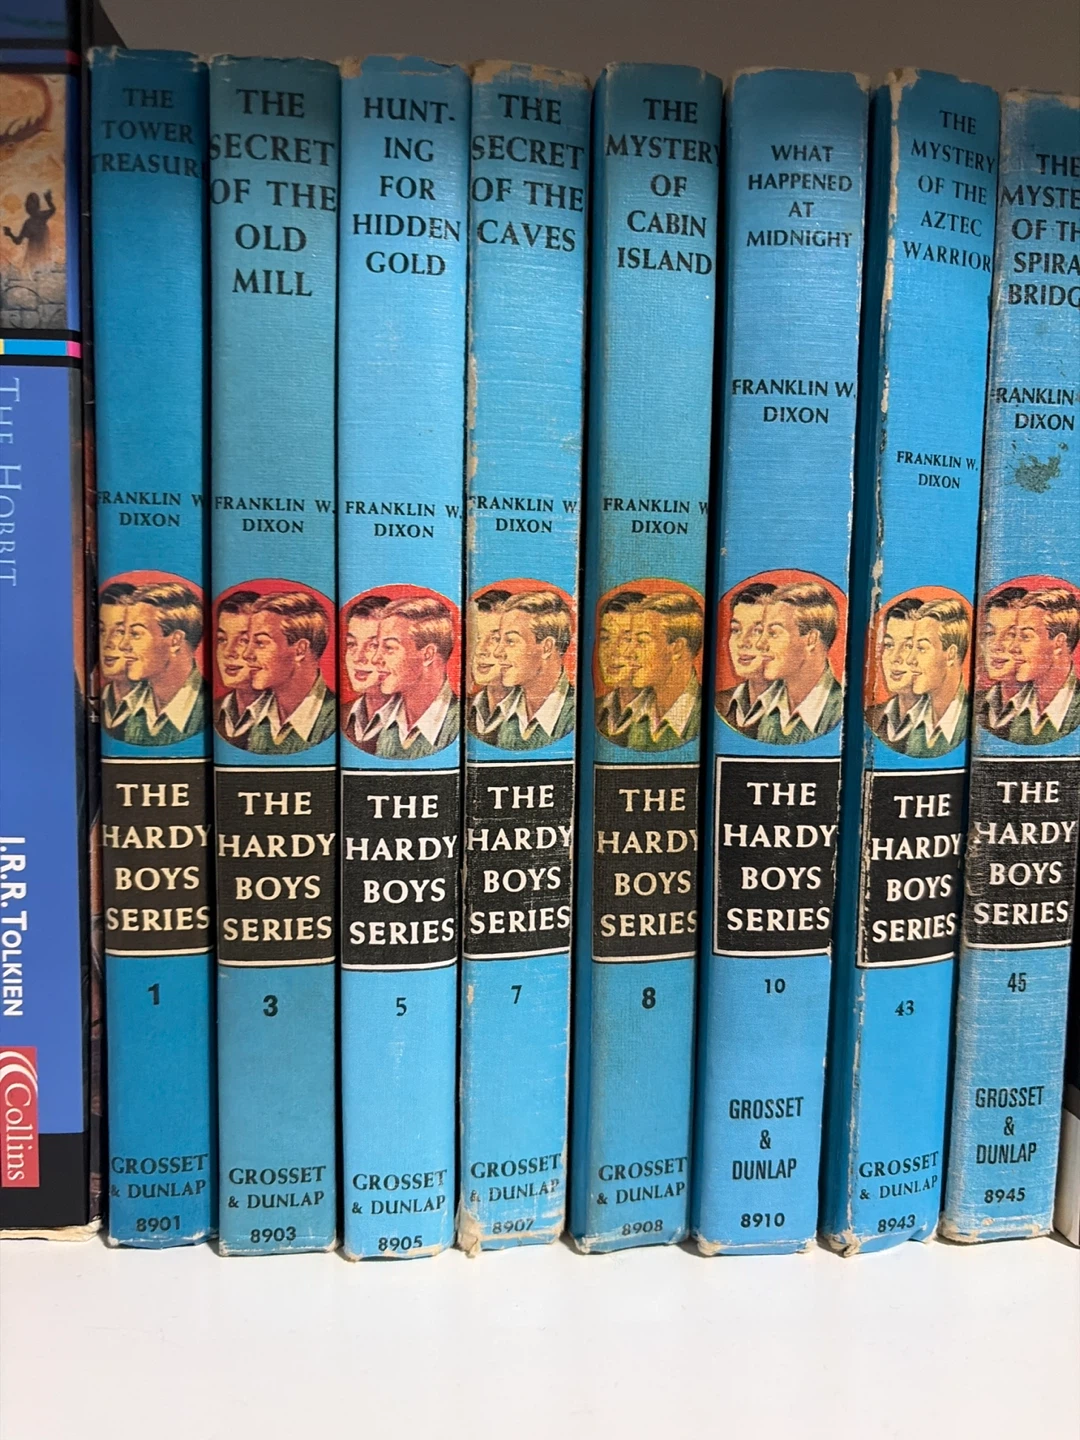 THE HOBBIT
J.R.R. TOLKIEN
Collins
THE
TOWER
TREASUR
FRANKLIN W
DIXON
THE
HARDY
BOYS
SERIES
1
GROSSET
& DUNLAP
8901
THE
SECRET
OF THE
OLD
MILL
FRANKLIN W.
DIXON
THE
HARDY
BOYS
SERIES
3
GROSSET
& DUNLAP
8903
HUNT-
ING
FOR
HIDDEN
GOLD
FRANKLIN W.
DIXON
THE
HARDY
BOYS
SERIES
5
GROSSET
& DUNLAP
8905
THE
SECRET
OF THE
CAVES
FRANKLIN W
DIXON
THE
HARDY
BOYS
SERIES
7
GROSSET
& DUNLAP
8907
THE
MYSTERY
OF
CABIN
ISLAND
FRANKLIN W
DIXON
THE
HARDY
BOYS
SERIES
8
GROSSET
& DUNLAP
8908
WHAT
HAPPENED
AT
MIDNIGHT
FRANKLIN W.
DIXON
THE
HARDY
BOYS
SERIES
10
GROSSET
&
DUNLAP
8910
THE
MYSTERY
OF THE
AZTEC
WARRIOR
FRANKLIN W.
DIXON
THE
HARDY
BOYS
SERIES
43
GROSSET
& DUNLAP
8943
THE
MYSTE
OF TH
SPIRA
BRIDG
FRANKLIN
DIXON
THE
HARDY
BOYS
SERIES
45
GROSSET
&
DUNLAP
8945